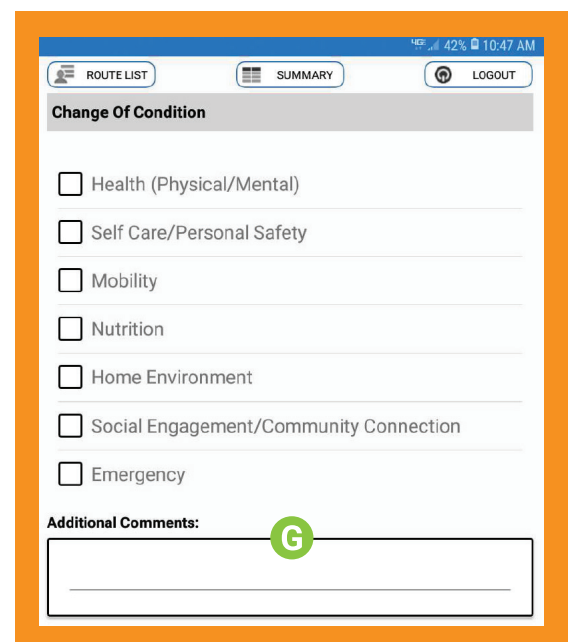 4GE 42% 10:47 AM
ROUTE LIST SUMMARY LOGOUT
Change Of Condition
Health (Physical/Mental)
Self Care/Personal Safety
Mobility
Nutrition
Home Environment
Social Engagement/Community Connection
Emergency
Additional Comments:
G